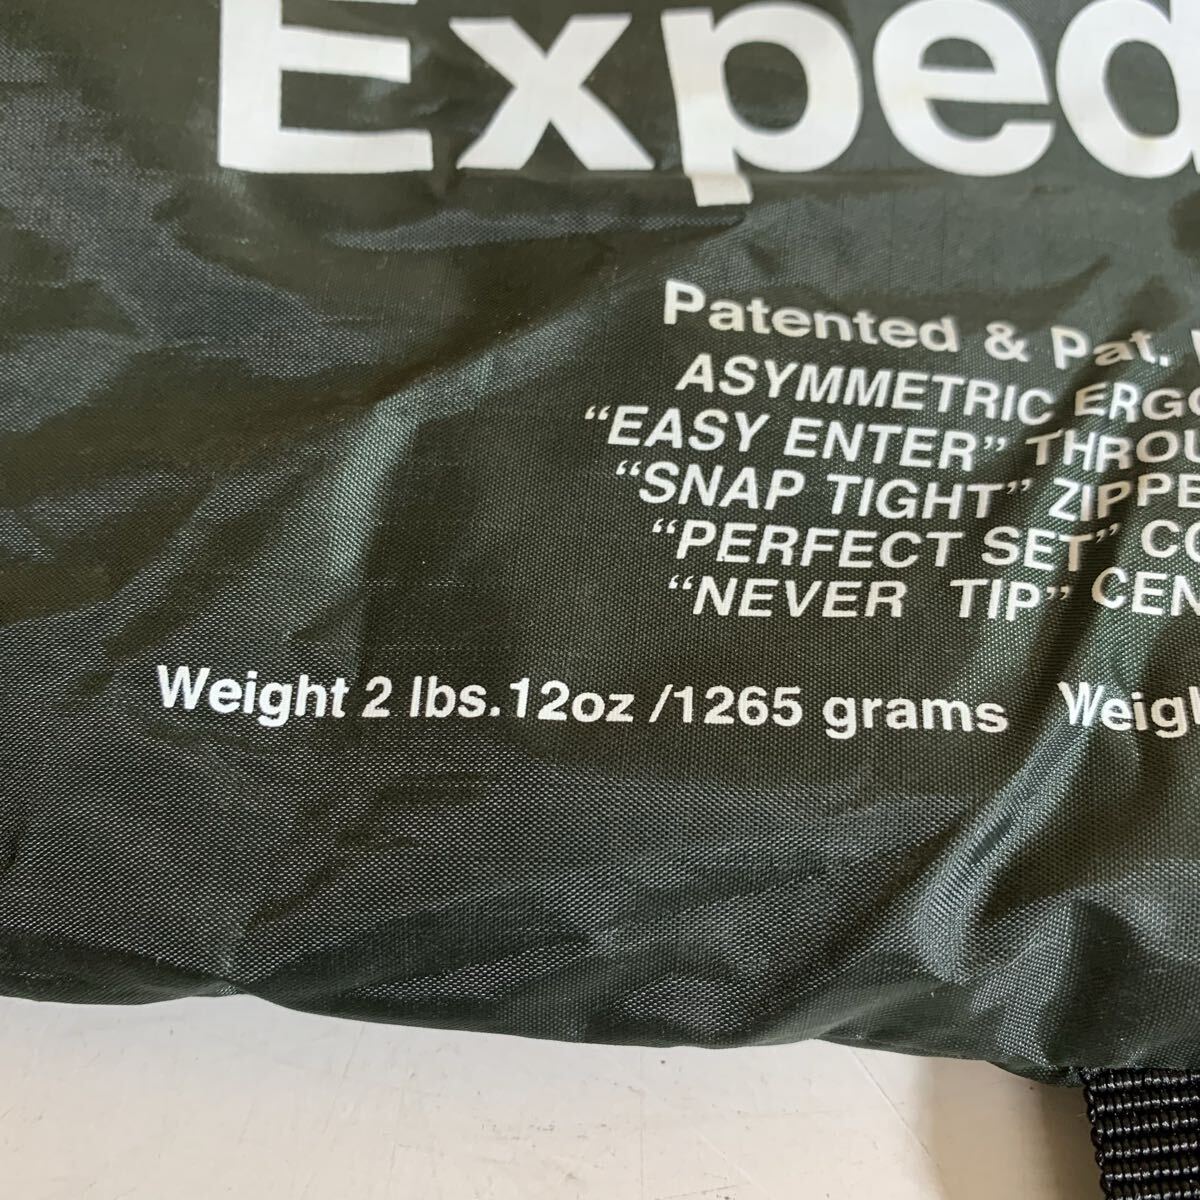 Exped
Patented & Pat.
ASYMMETRIC ERGO
"EASY ENTER" THROU
"SNAP TIGHT" ZIPPE
"PERFECT SET" CO
"NEVER TIP" CEN
Weight 2 lbs.12oz /1265 grams Weigh